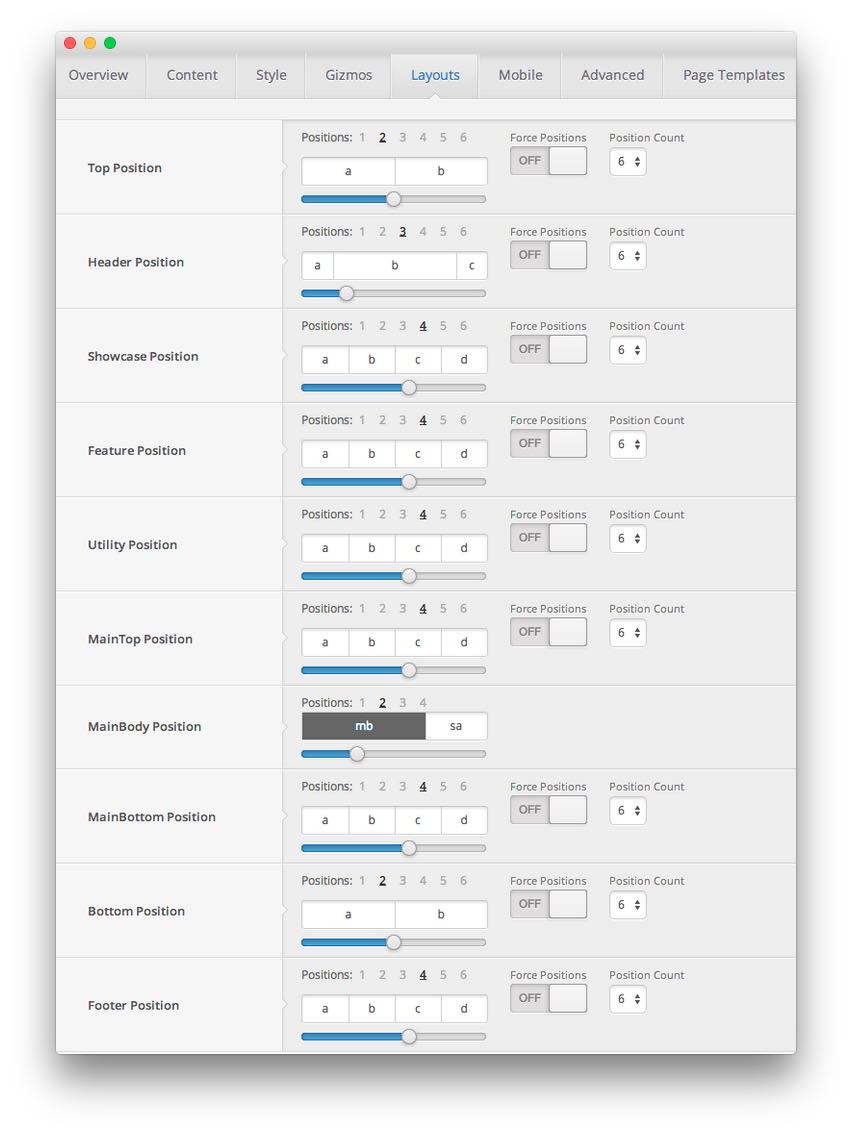 Overview Content Style Gizmos Layouts Mobile Advanced Page Templates
Positions: 1 2 3 4 5 6 Force Positions Position Count
Top Position a b OFF 6
Positions: 1 2 3 4 5 6 Force Positions Position Count
Header Position a b c OFF 6
Positions: 1 2 3 4 5 6 Force Positions Position Count
Showcase Position a b c d OFF 6
Positions: 1 2 3 4 5 6 Force Positions Position Count
Feature Position a b c d OFF 6
Positions: 1 2 3 4 5 6 Force Positions Position Count
Utility Position a b c d OFF 6
Positions: 1 2 3 4 5 6 Force Positions Position Count
MainTop Position a b c d OFF 6
Positions: 1 2 3 4
MainBody Position mb sa
Positions: 1 2 3 4 5 6 Force Positions Position Count
MainBottom Position a b c d OFF 6
Positions: 1 2 3 4 5 6 Force Positions Position Count
Bottom Position a b OFF 6
Positions: 1 2 3 4 5 6 Force Positions Position Count
Footer Position a b c d OFF 6